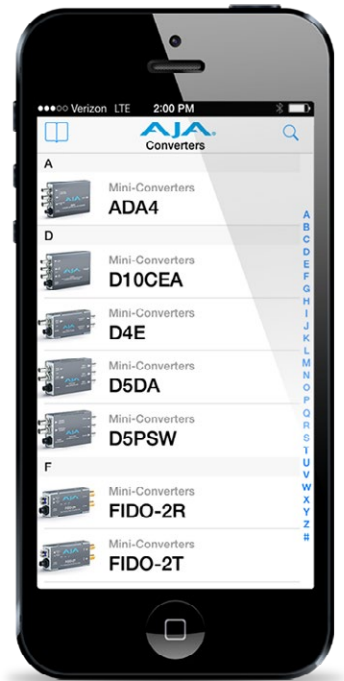 Verizon LTE 2:00 PM
AJA
Converters
A
Mini-Converters
ADA4
D
Mini-Converters
D10CEA
Mini-Converters
D4E
Mini-Converters
D5DA
Mini-Converters
D5PSW
F
Mini-Converters
FIDO-2R
Mini-Converters
FIDO-2T
A
B
C
D
E
F
G
H
I
J
K
L
M
N
O
P
Q
R
S
T
U
V
W
X
Y
Z
#